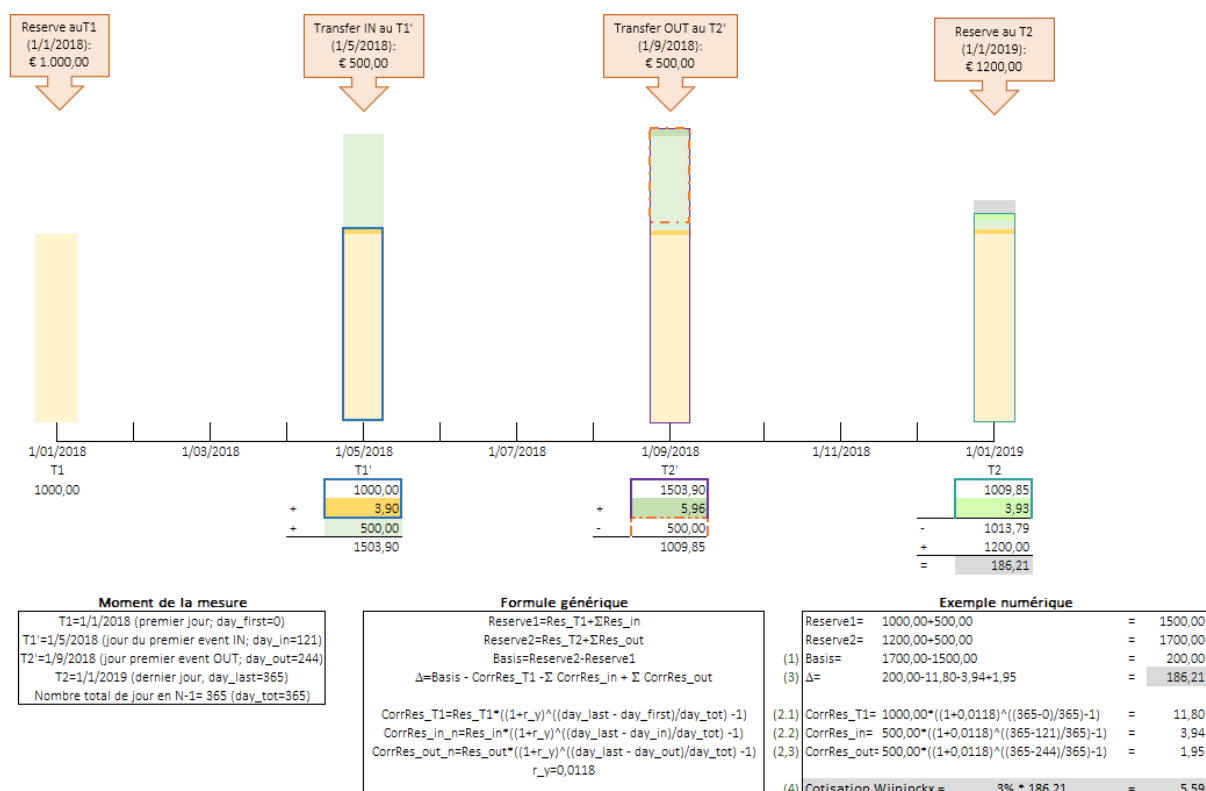 Reserve auT1
(1/1/2018):
€ 1.000,00
Transfer IN au T1'
(1/5/2018):
€ 500,00
Transfer OUT au T2'
(1/9/2018):
€ 500,00
Reserve au T2
(1/1/2019):
€ 1200,00
1/01/2018 1/03/2018 1/05/2018 1/07/2018 1/09/2018 1/11/2018 1/01/2019
T1 T1' T2' T2
1000,00
1000,00
+ 3,90
+ 500,00
1503,90
1503,90
+ 5,96
- 500,00
1009,85
1009,85
3,93
- 1013,79
+ 1200,00
= 186,21
Moment de la mesure
T1=1/1/2018 (premier jour; day_first=0)
T1'=1/5/2018 (jour du premier event IN; day_in=121)
T2'=1/9/2018 (jour premier event OUT; day_out=244)
T2=1/1/2019 (dernier jour, day_last=365)
Nombre total de jour en N-1= 365 (day_tot=365)
Formule générique
Reserve1=Res_T1+ΣRes_in
Reserve2=Res_T2+ΣRes_out
Basis=Reserve2-Reserve1
Δ=Basis - CorrRes_T1 -Σ CorrRes_in + Σ CorrRes_out
CorrRes_T1=Res_T1*((1+r_y)^((day_last - day_first)/day_tot) -1)
CorrRes_in_n=Res_in*((1+r_y)^((day_last - day_in)/day_tot) -1)
CorrRes_out_n=Res_out*((1+r_y)^((day_last - day_out)/day_tot) -1)
r_y=0,0118
Exemple numérique
Reserve1= 1000,00+500,00 = 1500,00
Reserve2= 1200,00+500,00 = 1700,00
(1) Basis= 1700,00-1500,00 = 200,00
(3) Δ= 200,00-11,80-3,94+1,95 = 186,21
(2.1) CorrRes_T1= 1000,00*((1+0,0118)^((365-0)/365)-1) = 11,80
(2.2) CorrRes_in= 500,00*((1+0,0118)^((365-121)/365)-1) = 3,94
(2,3) CorrRes_out= 500,00*((1+0,0118)^((365-244)/365)-1) = 1,95
(4) Cotisation Wijninckx = 3% * 186,21 = 5,59